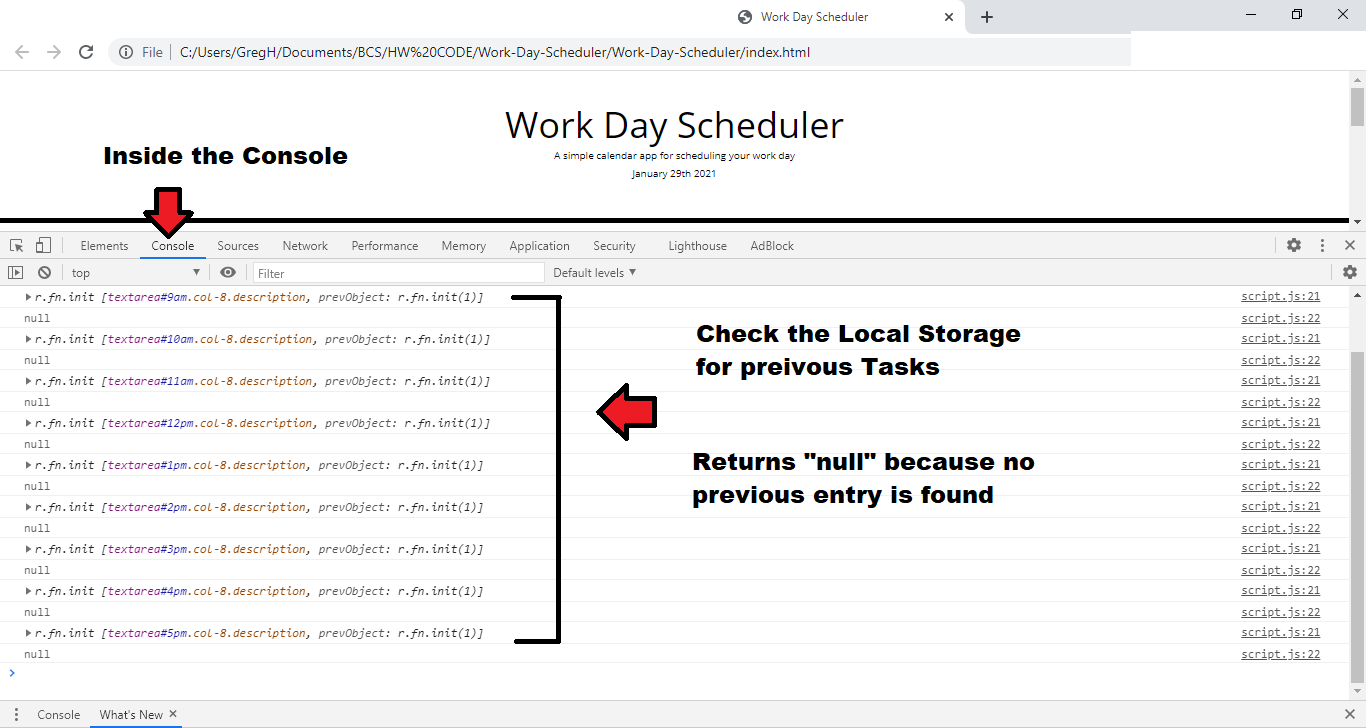 Work Day Scheduler
File C:/Users/GregH/Documents/BCS/HW%20CODE/Work-Day-Scheduler/Work-Day-Scheduler/index.html
Work Day Scheduler
A simple calendar app for scheduling your work day
January 29th 2021
Inside the Console
Elements Console Sources Network Performance Memory Application Security Lighthouse AdBlock
top Filter Default levels
r.fn.init [textarea#9am.col-8.description, prevObject: r.fn.init(1)] script.js:21
null script.js:22
r.fn.init [textarea#10am.col-8.description, prevObject: r.fn.init(1)] script.js:21
null script.js:22
r.fn.init [textarea#11am.col-8.description, prevObject: r.fn.init(1)] script.js:21
null script.js:22
r.fn.init [textarea#12pm.col-8.description, prevObject: r.fn.init(1)] script.js:21
null script.js:22
r.fn.init [textarea#1pm.col-8.description, prevObject: r.fn.init(1)] script.js:21
null script.js:22
r.fn.init [textarea#2pm.col-8.description, prevObject: r.fn.init(1)] script.js:21
null script.js:22
r.fn.init [textarea#3pm.col-8.description, prevObject: r.fn.init(1)] script.js:21
null script.js:22
r.fn.init [textarea#4pm.col-8.description, prevObject: r.fn.init(1)] script.js:21
null script.js:22
r.fn.init [textarea#5pm.col-8.description, prevObject: r.fn.init(1)] script.js:21
null script.js:22
Check the Local Storage
for preivous Tasks
Returns "null" because no
previous entry is found
Console What's New